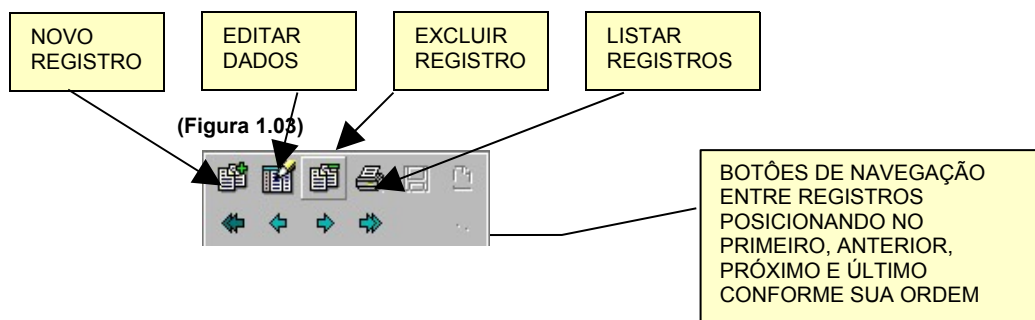 NOVO
REGISTRO
EDITAR
DADOS
EXCLUIR
REGISTRO
LISTAR
REGISTROS
(Figura 1.03)
BOTÔES DE NAVEGAÇÃO
ENTRE REGISTROS
POSICIONANDO NO
PRIMEIRO, ANTERIOR,
PRÓXIMO E ÚLTIMO
CONFORME SUA ORDEM